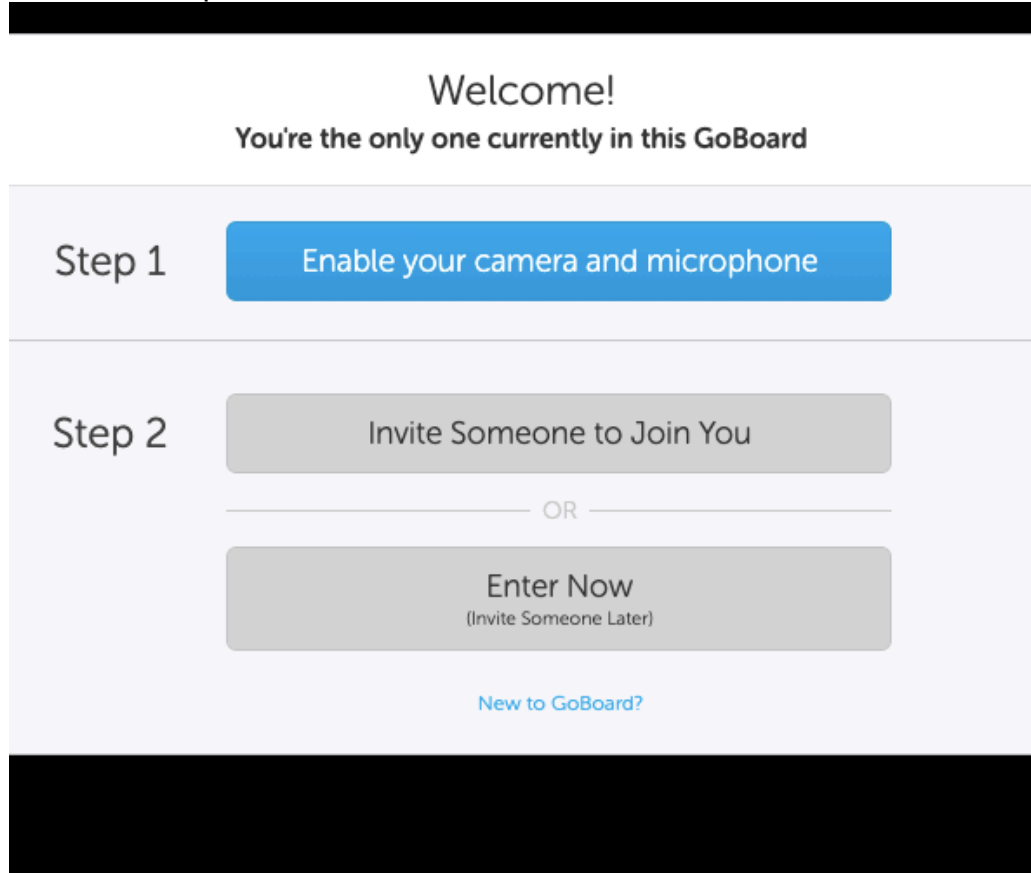 Welcome!
You're the only one currently in this GoBoard
Step 1
Enable your camera and microphone
Step 2
Invite Someone to Join You
OR
Enter Now
(Invite Someone Later)
New to GoBoard?